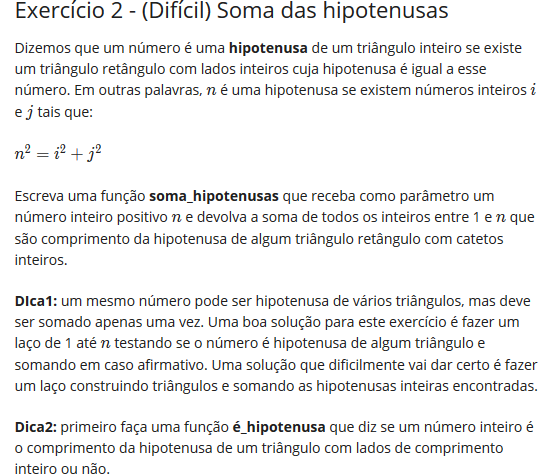 Exercício 2 - (Difícil) Soma das hipotenusas
Dizemos que um número é uma hipotenusa de um triângulo inteiro se existe
um triângulo retângulo com lados inteiros cuja hipotenusa é igual a esse
número. Em outras palavras, n é uma hipotenusa se existem números inteiros i
e j tais que:
n² = i² + j²
Escreva uma função soma_hipotenusas que receba como parâmetro um
número inteiro positivo n e devolva a soma de todos os inteiros entre 1 e n que
são comprimento da hipotenusa de algum triângulo retângulo com catetos
inteiros.
DIca1: um mesmo número pode ser hipotenusa de vários triângulos, mas deve
ser somado apenas uma vez. Uma boa solução para este exercício é fazer um
laço de 1 até n testando se o número é hipotenusa de algum triângulo e
somando em caso afirmativo. Uma solução que dificilmente vai dar certo é fazer
um laço construindo triângulos e somando as hipotenusas inteiras encontradas.
Dica2: primeiro faça uma função é_hipotenusa que diz se um número inteiro é
o comprimento da hipotenusa de um triângulo com lados de comprimento
inteiro ou não.